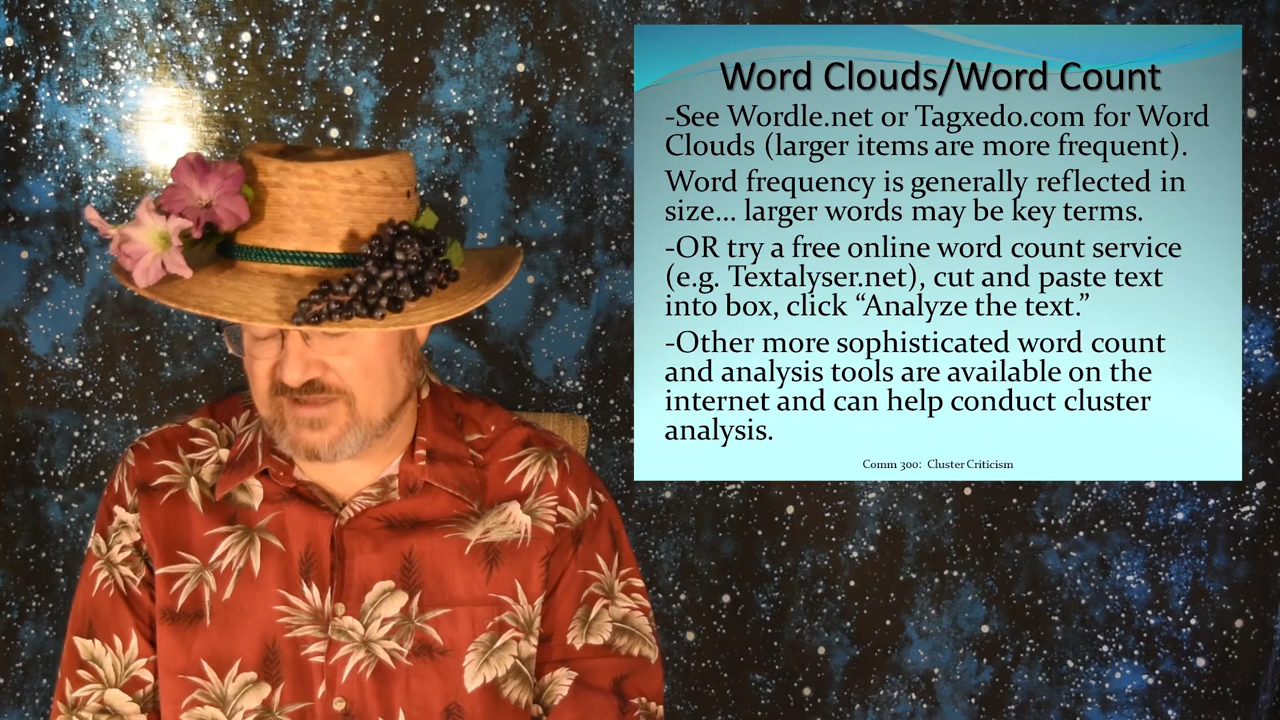 Word Clouds/Word Count
-See Wordle.net or Tagxedo.com for Word
Clouds (larger items are more frequent).
Word frequency is generally reflected in
size... larger words may be key terms.
-OR try a free online word count service
(e.g. Textalyser.net), cut and paste text
into box, click “Analyze the text.”
-Other more sophisticated word count
and analysis tools are available on the
internet and can help conduct cluster
analysis.
Comm 300:  Cluster Criticism